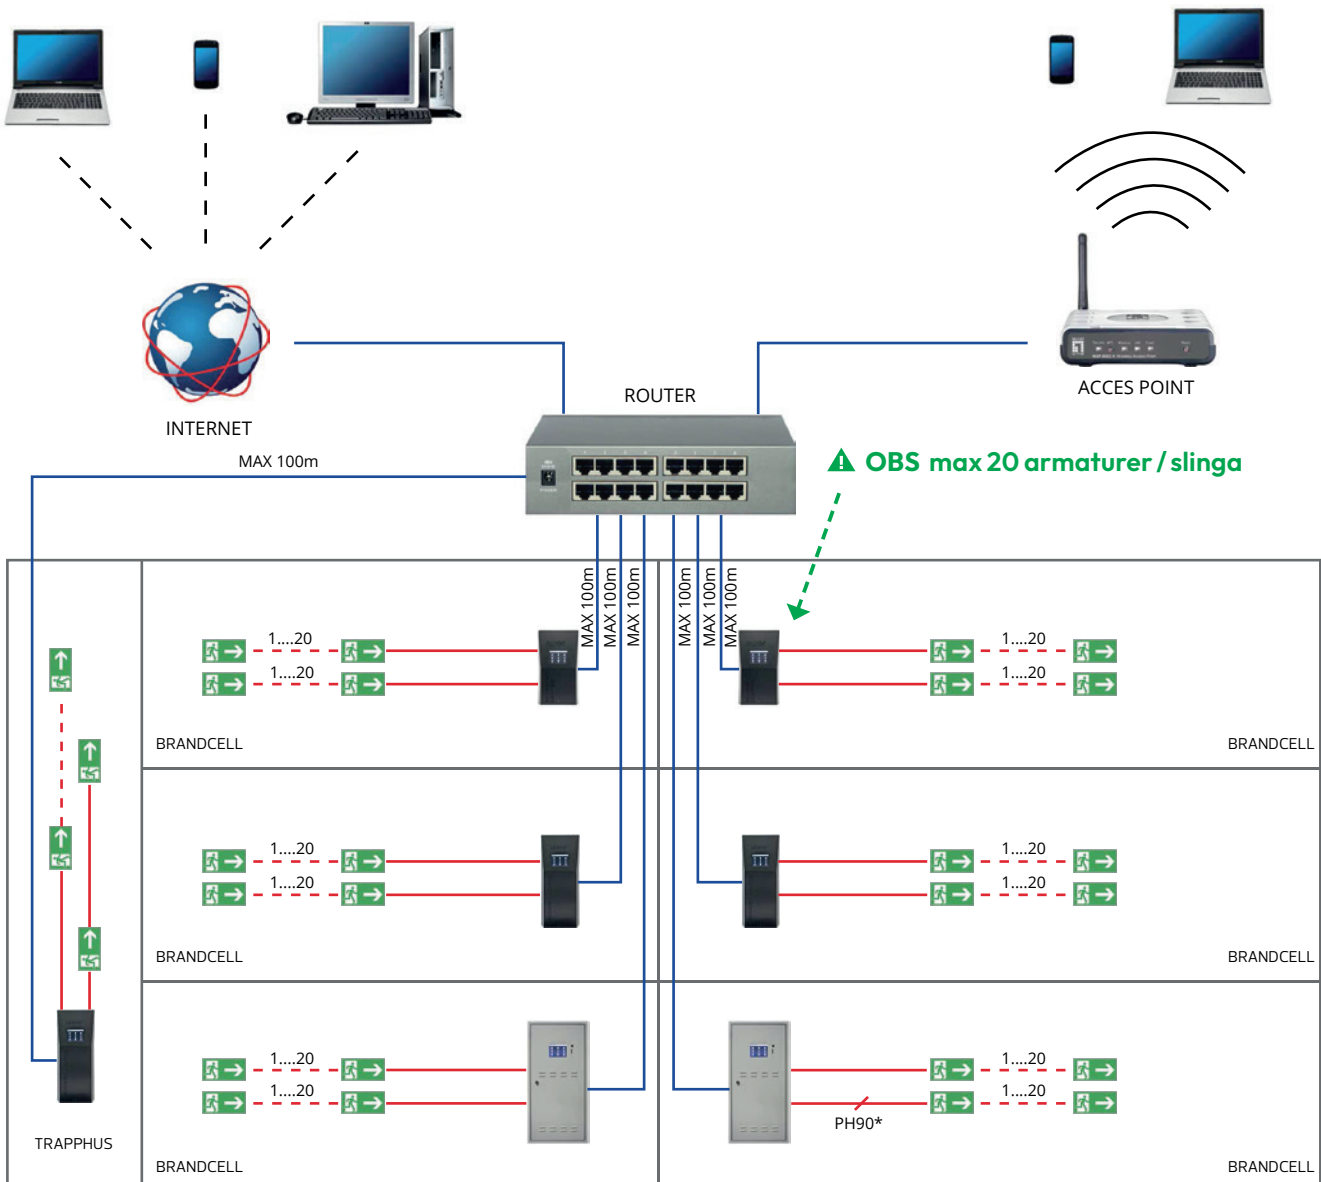 ACCES POINT
ROUTER
INTERNET
MAX 100m
OBS max 20 armaturer / slinga
MAX 100m
MAX 100m
MAX 100m
MAX 100m
MAX 100m
MAX 100m
1....20
1....20
BRANDCELL
1....20
1....20
BRANDCELL
1....20
1....20
BRANDCELL
1....20
1....20
BRANDCELL
1....20
1....20
BRANDCELL
1....20
1....20
PH90*
BRANDCELL
TRAPPHUS